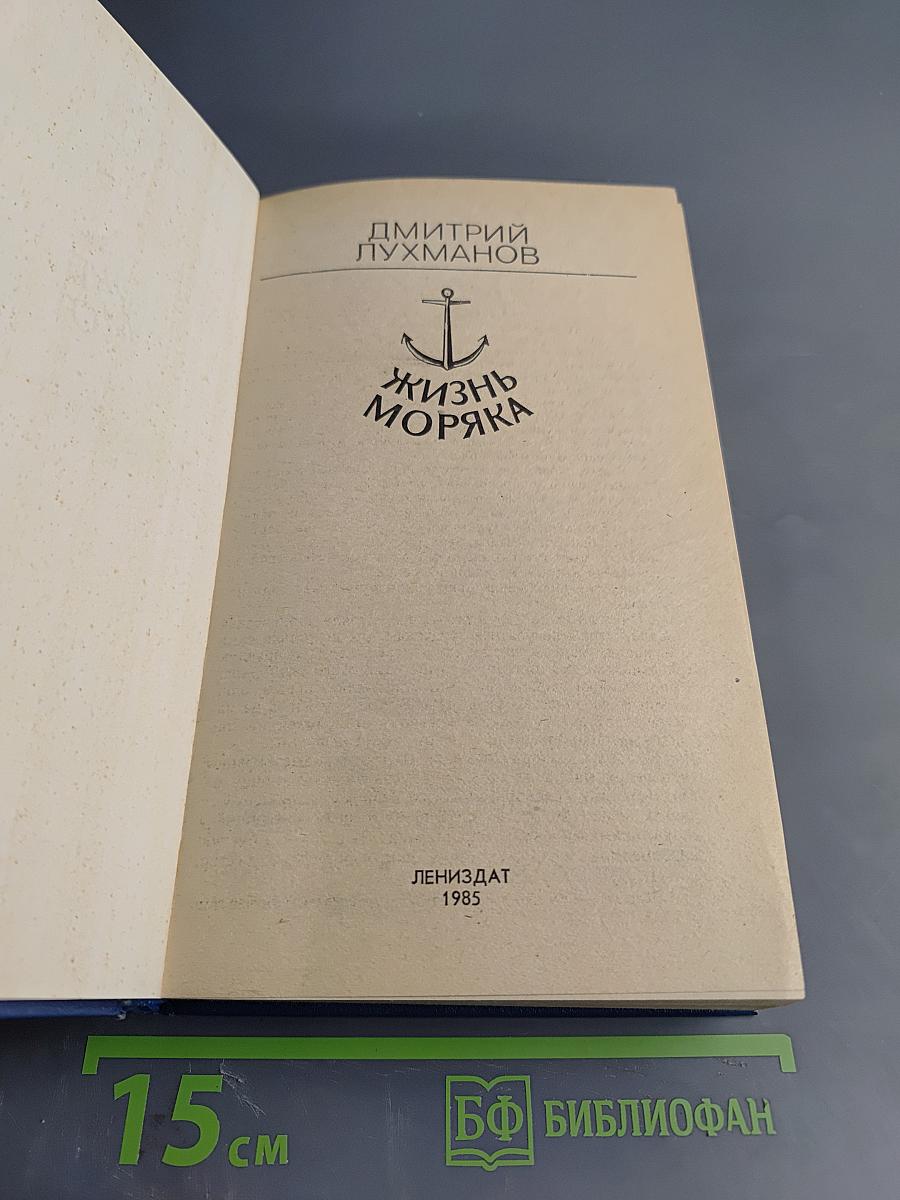 ДМИТРИЙ
ЛУХМАНОВ
ЖИЗНЬ
МОРЯКА
ЛЕНИЗДАТ
1985
15 см
БФ БИБЛИОФАН